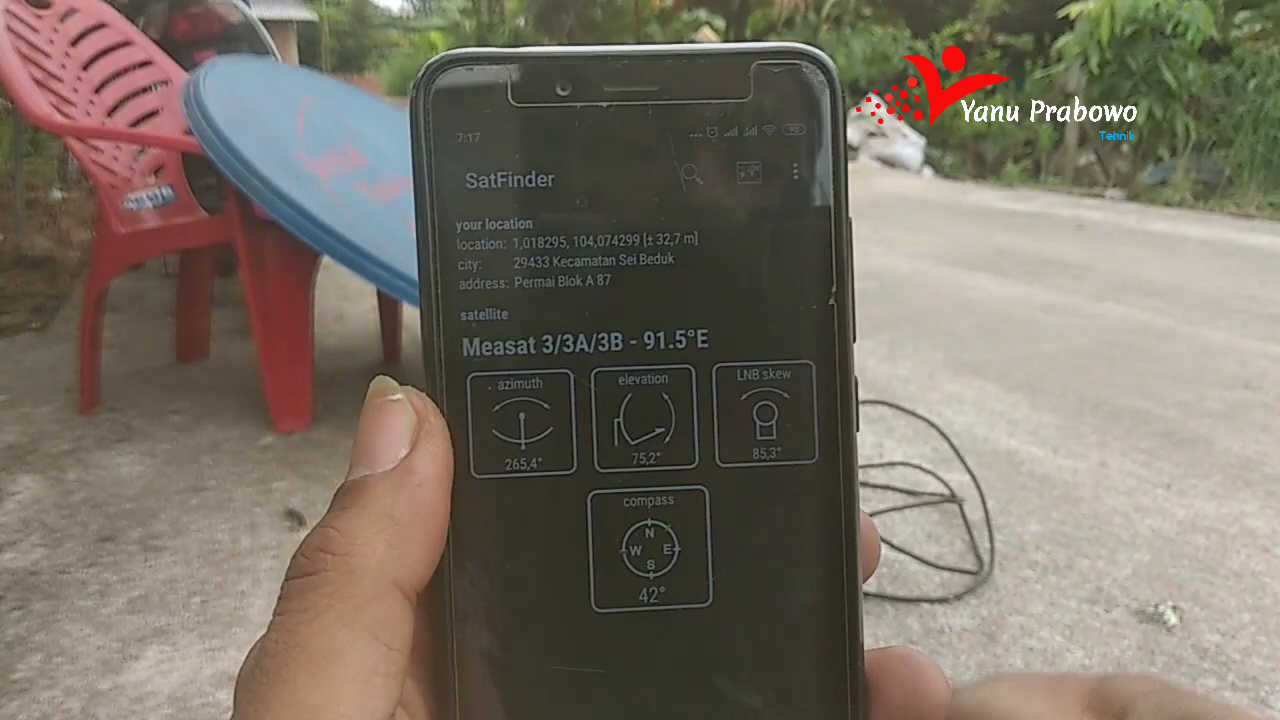 Yanu Prabowo
Tehnik
7:17
SatFinder
your location
location: 1,018295, 104,074299 [± 32,7 m]
city: 29433 Kecamatan Sei Beduk
address: Permai Blok A 87
satellite
Measat 3/3A/3B - 91.5°E
azimuth
elevation
LNB skew
265,4°
75,2°
85,3°
compass
N
W E
S
42°